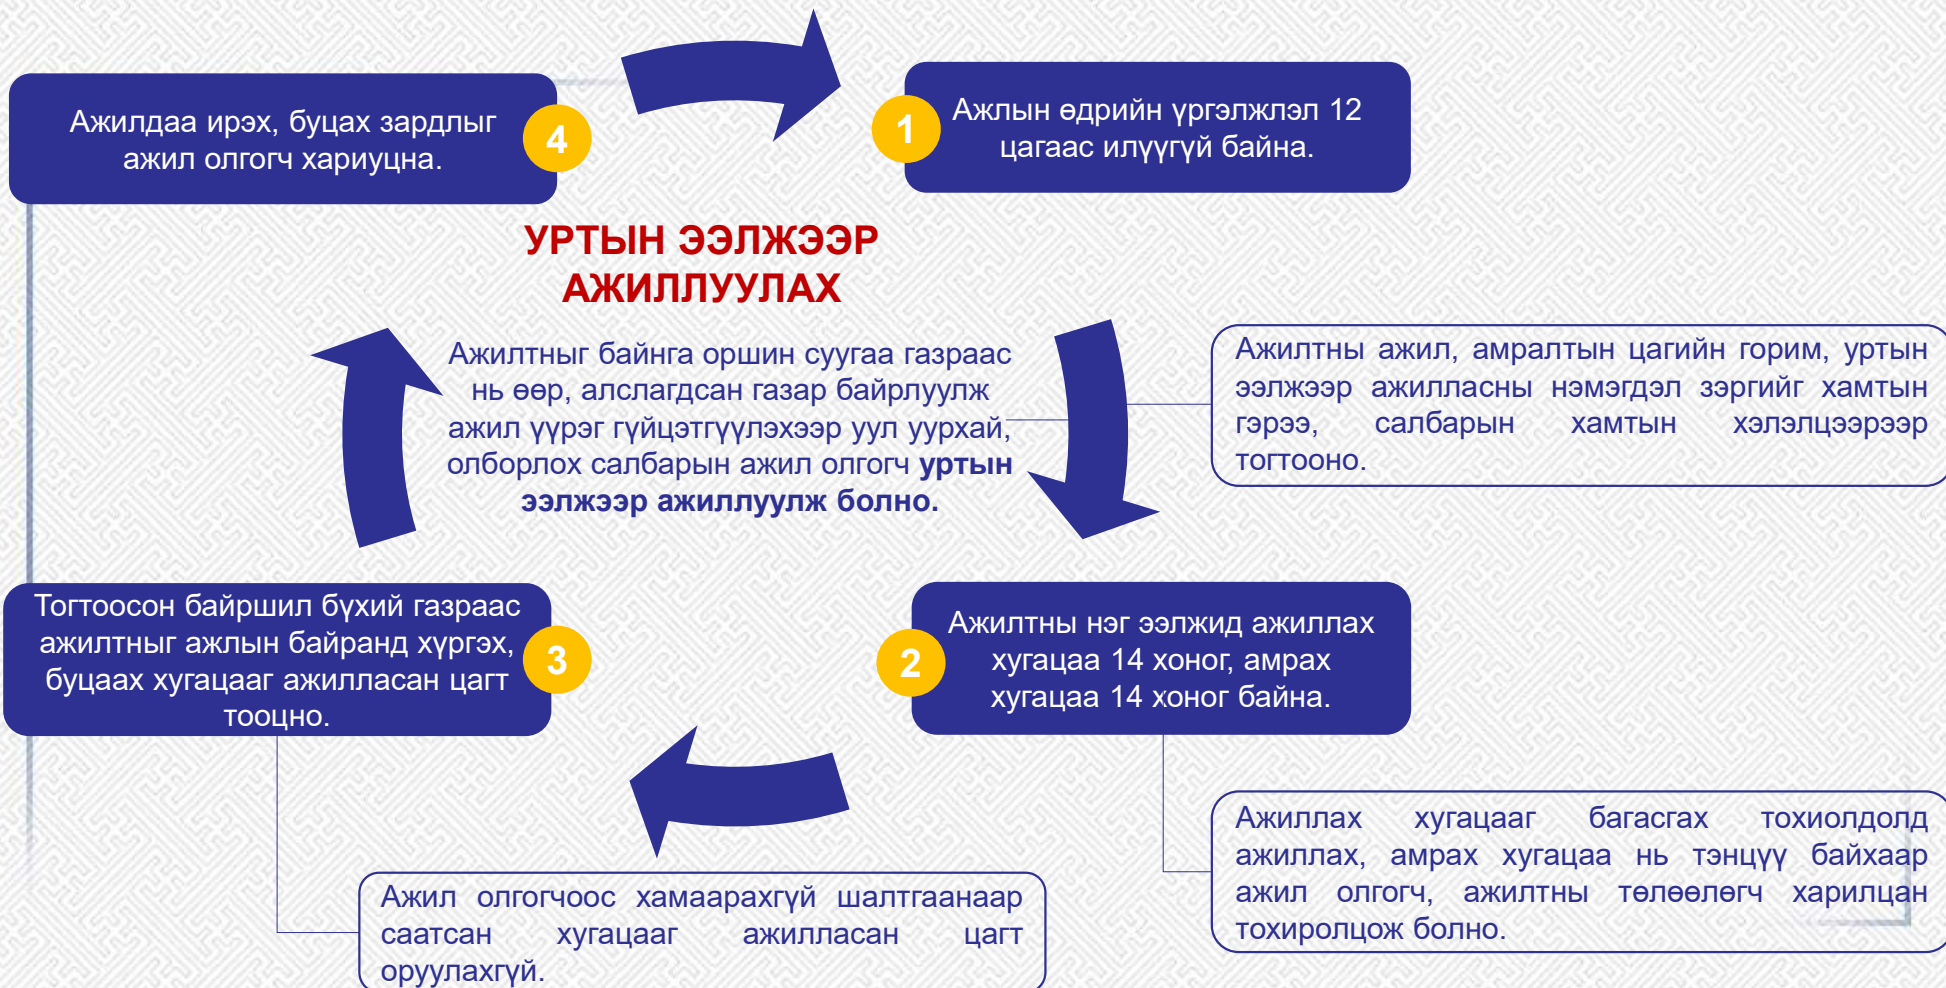 Ажилдаа ирэх, буцах зардлыг
ажил олгогч хариуцна.
4
1
Ажлын өдрийн үргэлжлэл 12
цагаас илүүгүй байна.
УРТЫН ЭЭЛЖЭЭР
АЖИЛЛУУЛАХ
Ажилтныг байнга оршин суугаа газраас
нь өөр, алслагдсан газар байрлуулж
ажил үүрэг гүйцэтгүүлэхээр уул уурхай,
олборлох салбарын ажил олгогч уртын
ээлжээр ажиллуулж болно.
Ажилтны ажил, амралтын цагийн горим, уртын
ээлжээр ажилласны нэмэгдэл зэргийг хамтын
гэрээ, салбарын хамтын хэлэлцээрээр
тогтооно.
Тогтоосон байршил бүхий газраас
ажилтныг ажлын байранд хүргэх,
буцаах хугацааг ажилласан цагт
тооцно.
3
2
Ажилтны нэг ээлжид ажиллах
хугацаа 14 хоног, амрах
хугацаа 14 хоног байна.
Ажиллах хугацааг багасгах тохиолдолд
ажиллах, амрах хугацаа нь тэнцүү байхаар
ажил олгогч, ажилтны төлөөлөгч харилцан
тохиролцож болно.
Ажил олгогчоос хамаарахгүй шалтгаанаар
саатсан хугацааг ажилласан цагт
оруулахгүй.